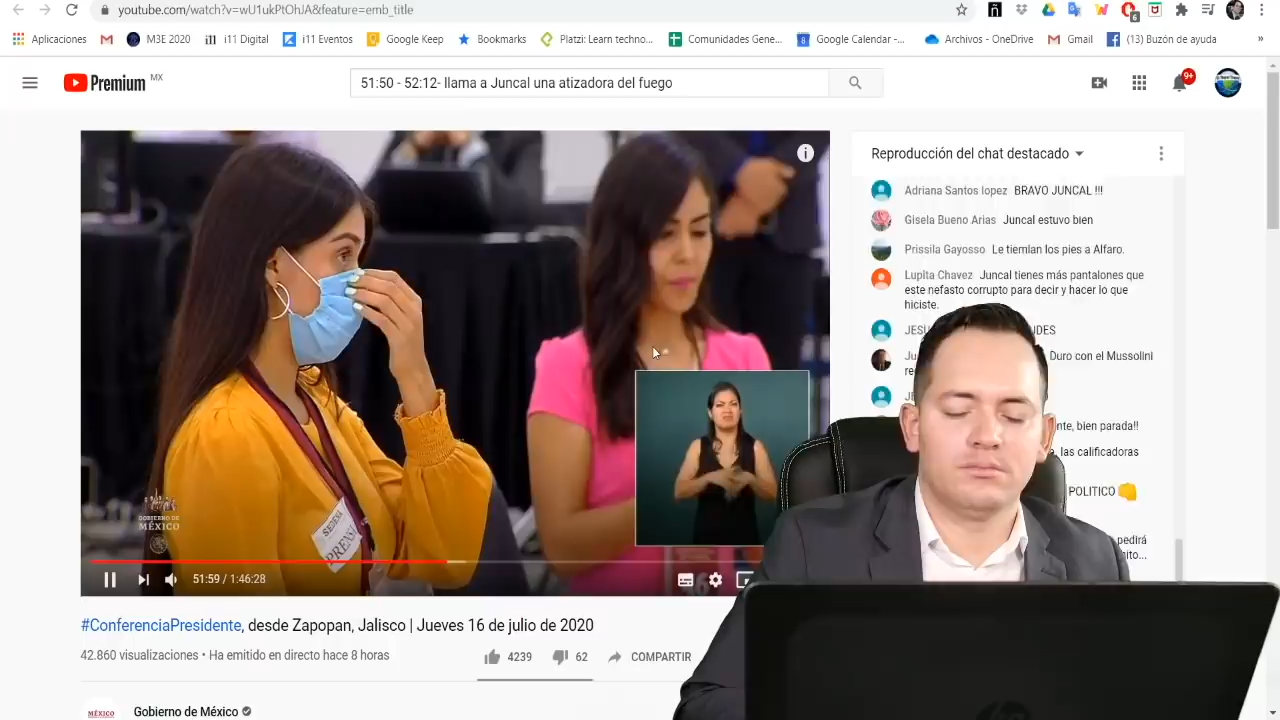 youtube.com/watch?v=wU1ukPtOhJA&feature=emb_title
Aplicaciones
M3E 2020
i11 Digital
i11 Eventos
Google Keep
Bookmarks
Platzi: Learn techno...
Comunidades Gene...
Google Calendar -...
Archivos - OneDrive
Gmail
(13) Buzón de ayuda
»
Premium MX
51:50 - 52:12- llama a Juncal una atizadora del fuego
9+
Reproducción del chat destacado
Adriana Santos lopez BRAVO JUNCAL !!!
Gisela Bueno Arias Juncal estuvo bien
Prissila Gayosso Le tiemlan los pies a Alfaro.
Lupita Chavez Juncal tienes más pantalones que
este nefasto corrupto para decir y hacer lo que
hiciste.
Duro con el Mussolini
bien parada!!
las calificadoras
POLITICO
pedirá
GOBIERNO DE
MÉXICO
51:59 / 1:46:28
#ConferenciaPresidente, desde Zapopan, Jalisco | Jueves 16 de julio de 2020
42.860 visualizaciones • Ha emitido en directo hace 8 horas
4239
62
COMPARTIR
MÉXICO
Gobierno de México